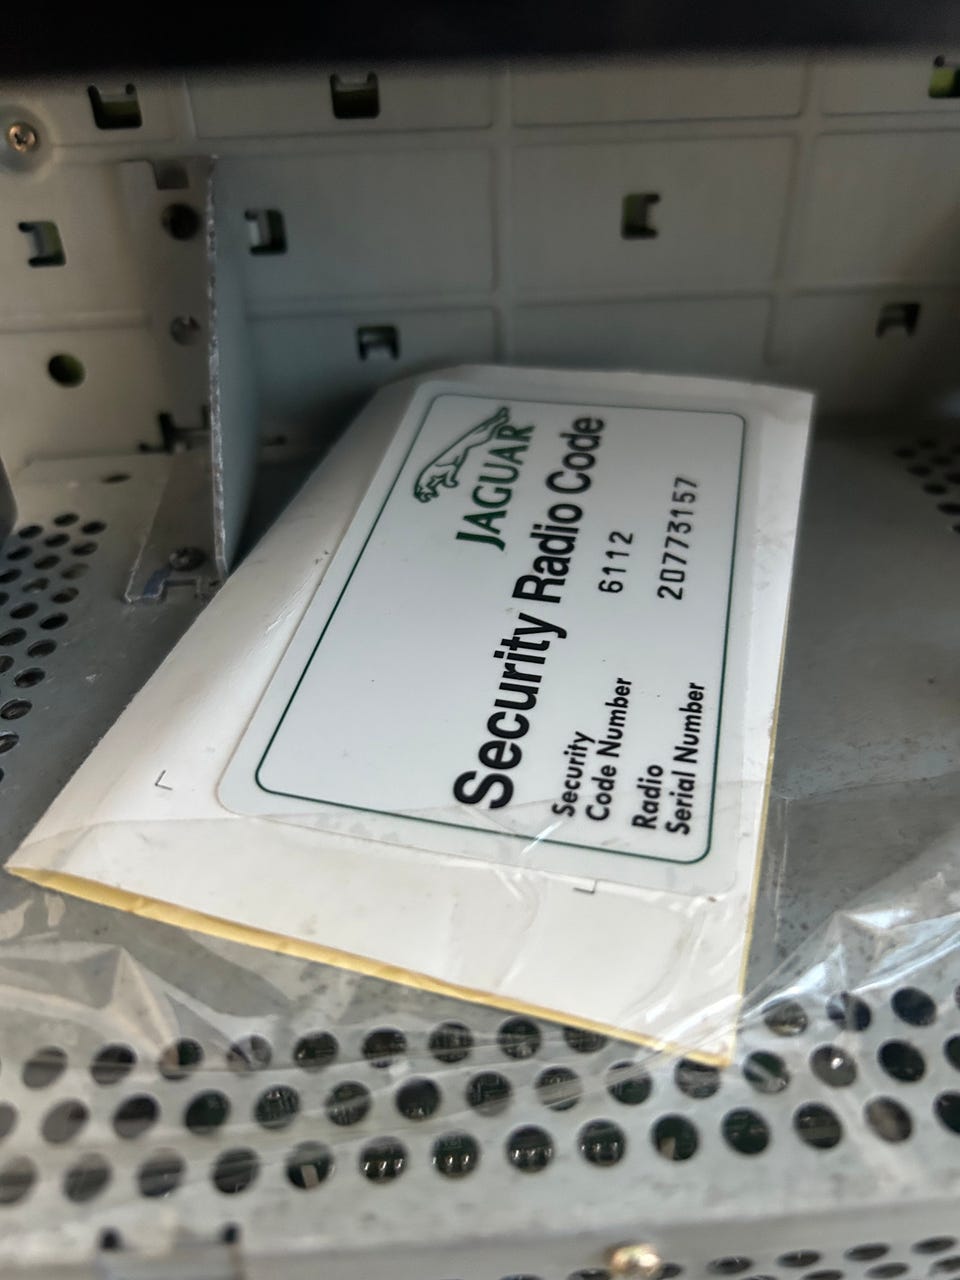 JAGUAR
Security Radio Code
Security
Code Number 6112
Radio
Serial Number 20773157